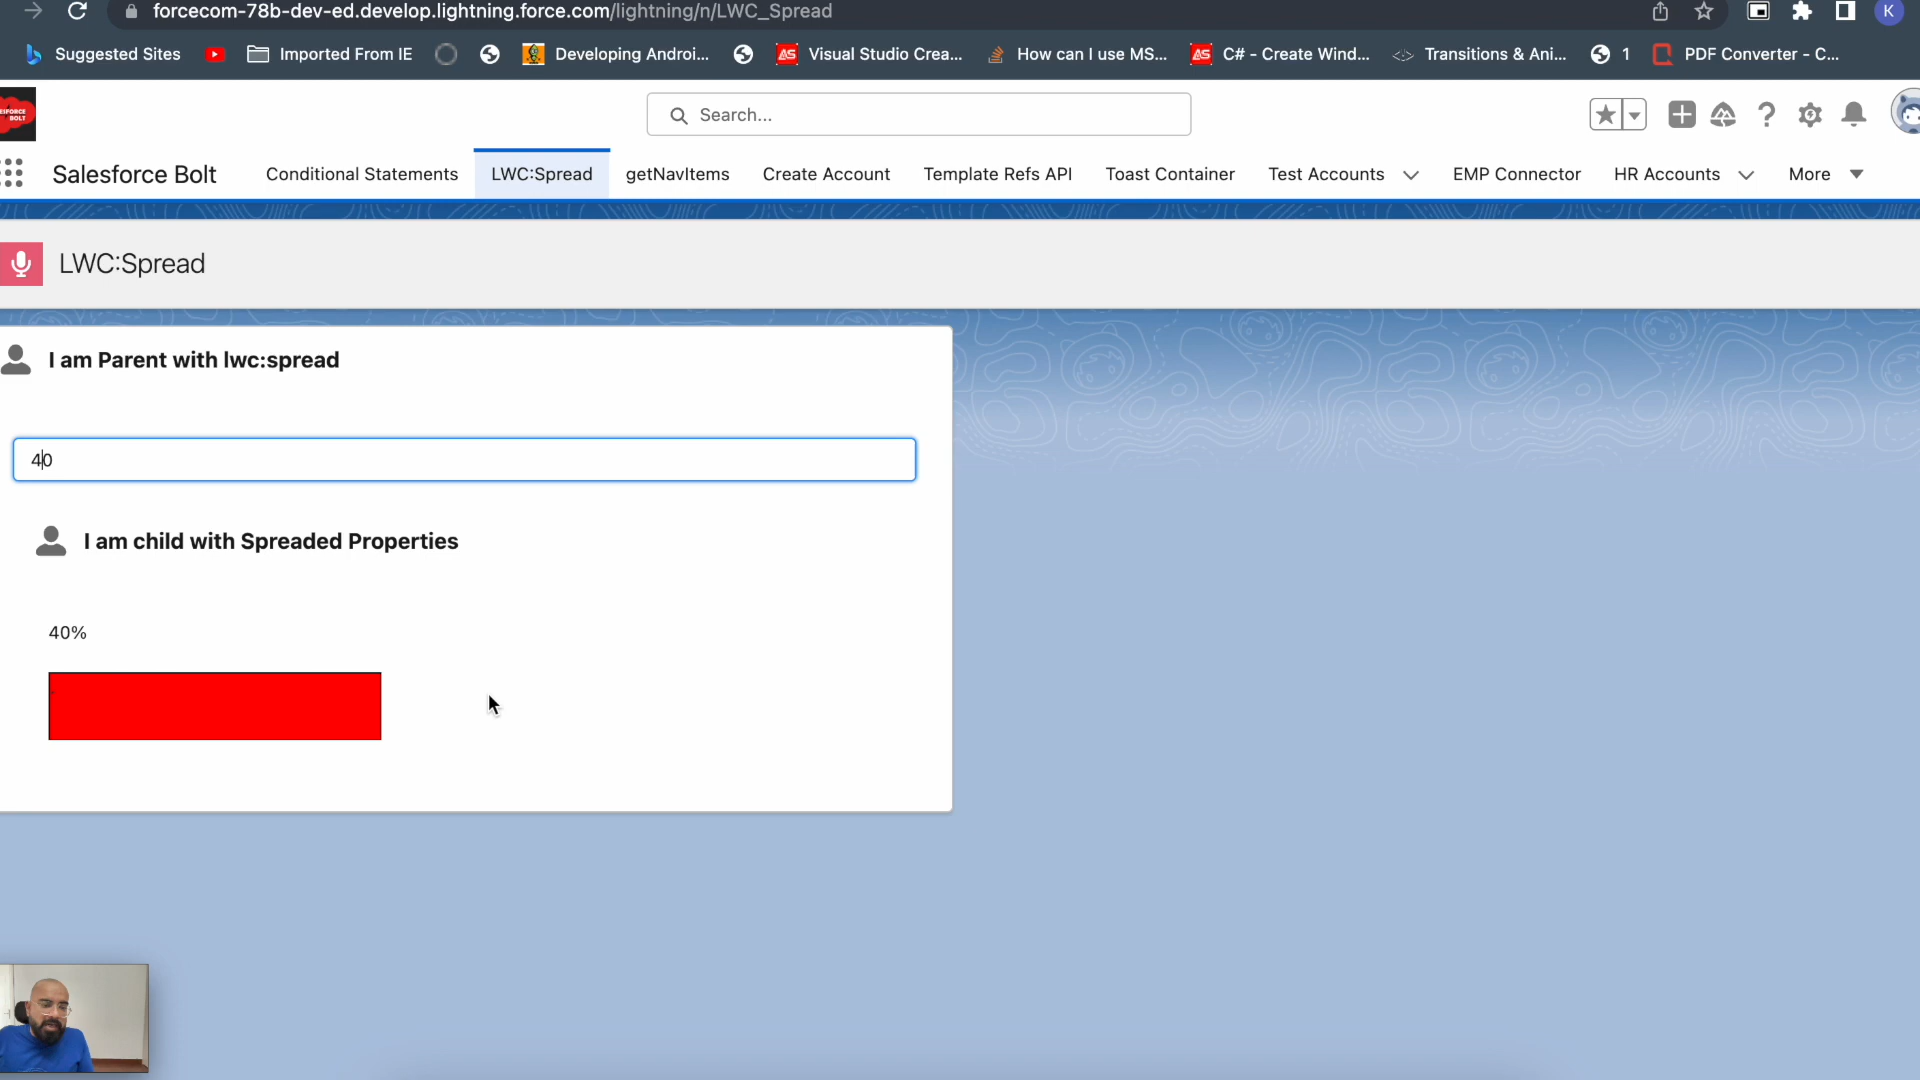 forcecom-78b-dev-ed.develop.lightning.force.com/lightning/n/LWC_Spread
K
Suggested Sites Imported From IE Developing Androi... Visual Studio Crea... How can I use MS... C# - Create Wind... Transitions & Ani... 1 PDF Converter - C...
BOLT
Search...
Salesforce Bolt Conditional Statements LWC:Spread getNavItems Create Account Template Refs API Toast Container Test Accounts EMP Connector HR Accounts More
LWC:Spread
I am Parent with lwc:spread
40
I am child with Spreaded Properties
40%